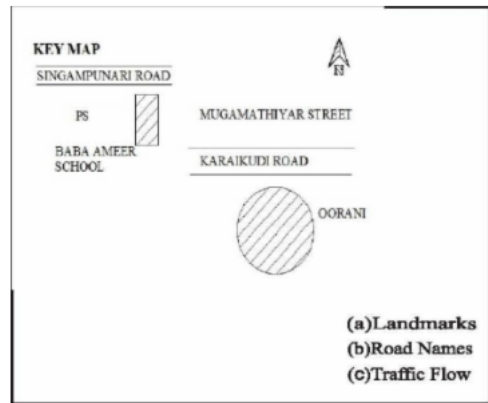 KEY MAP
SINGAMPUNARI ROAD
PS
MUGAMATHIYAR STREET
BABA AMEER
SCHOOL
KARAIKUDI ROAD
OORANI
N
(a)Landmarks
(b)Road Names
(c)Traffic Flow